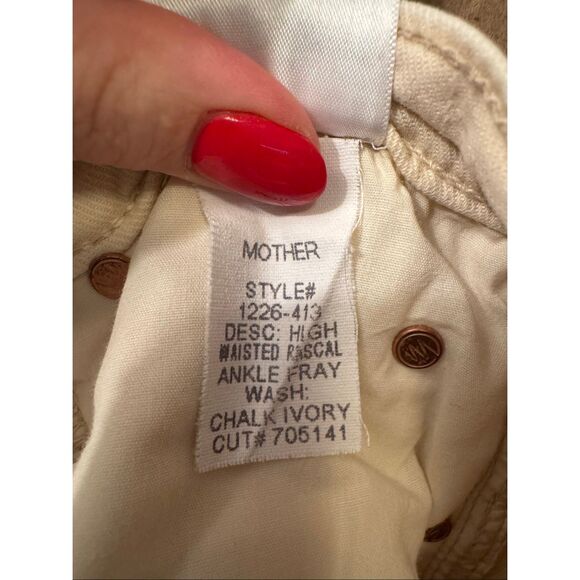 MOTHER
STYLE#
1226-413
DESC: HIGH
WAISTED RASCAL
ANKLE FRAY
WASH:
CHALK IVORY
CUT# 705141